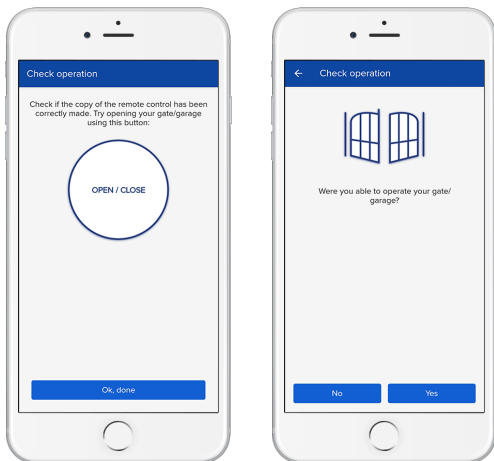 Check operation
Check if the copy of the remote control has been
correctly made. Try opening your gate/garage
using this button:
OPEN / CLOSE
Ok, done
Check operation
Were you able to operate your gate/
garage?
No
Yes